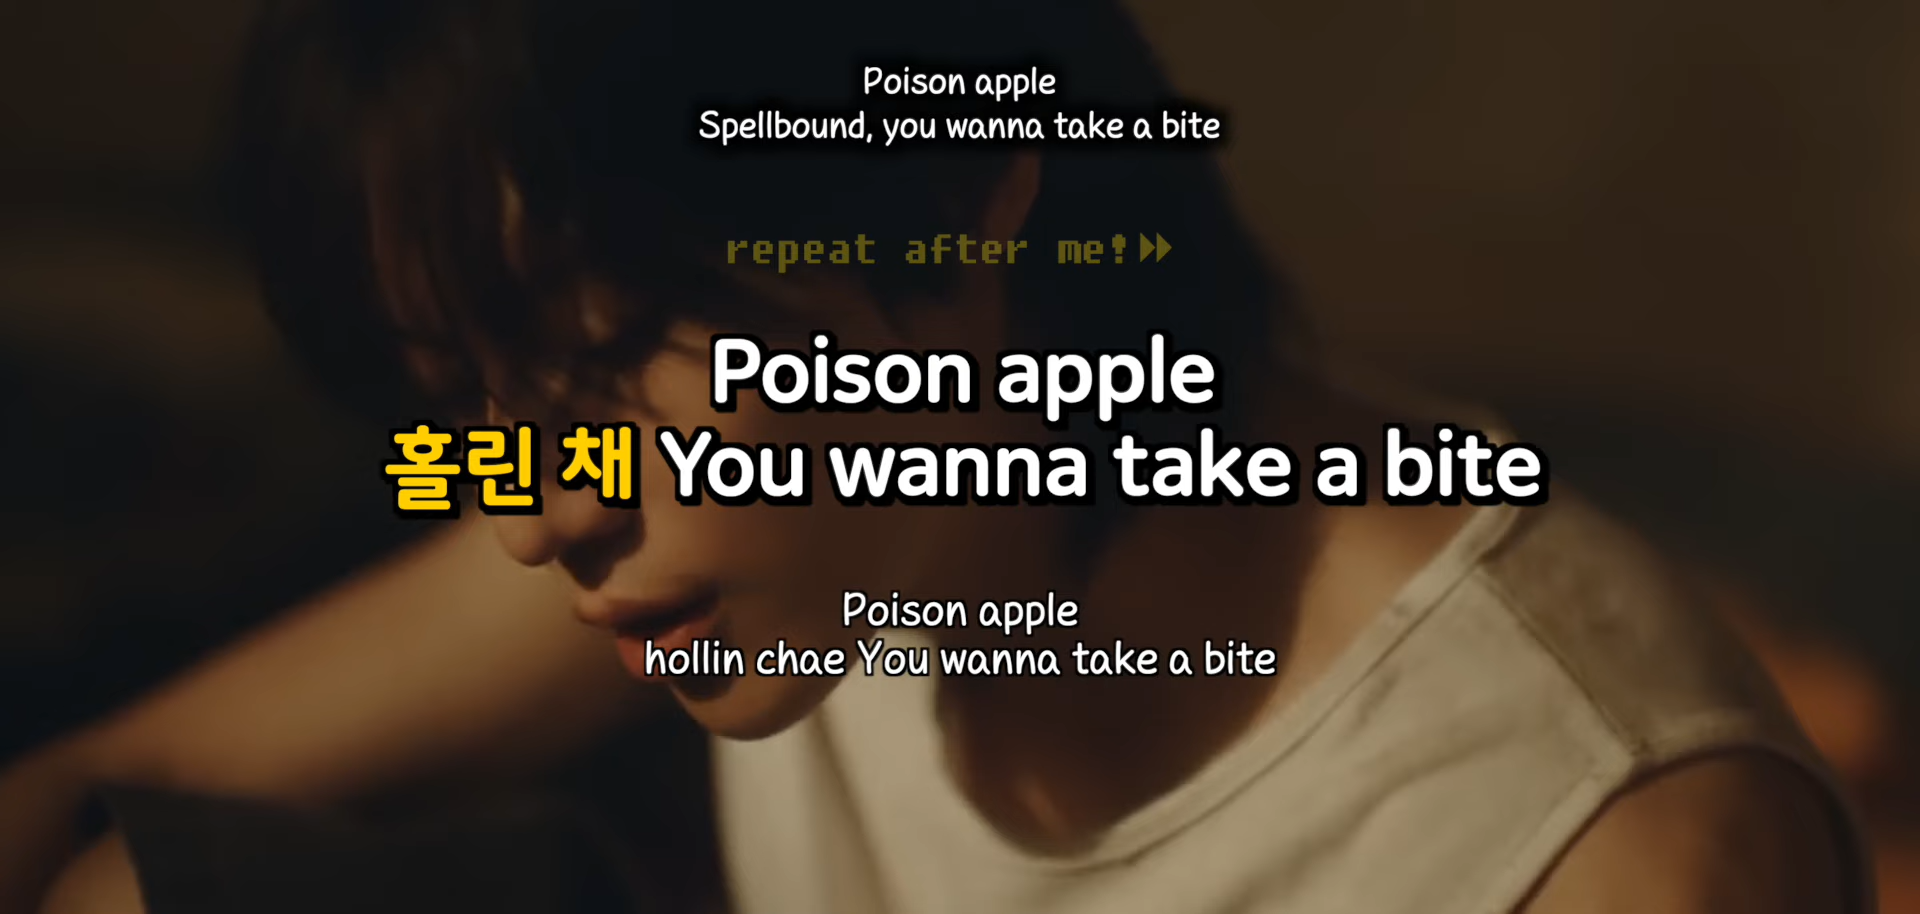 Poison apple
Spellbound, you wanna take a bite
repeat after me!
Poison apple
홀린 채 You wanna take a bite
Poison apple
hollin chae You wanna take a bite